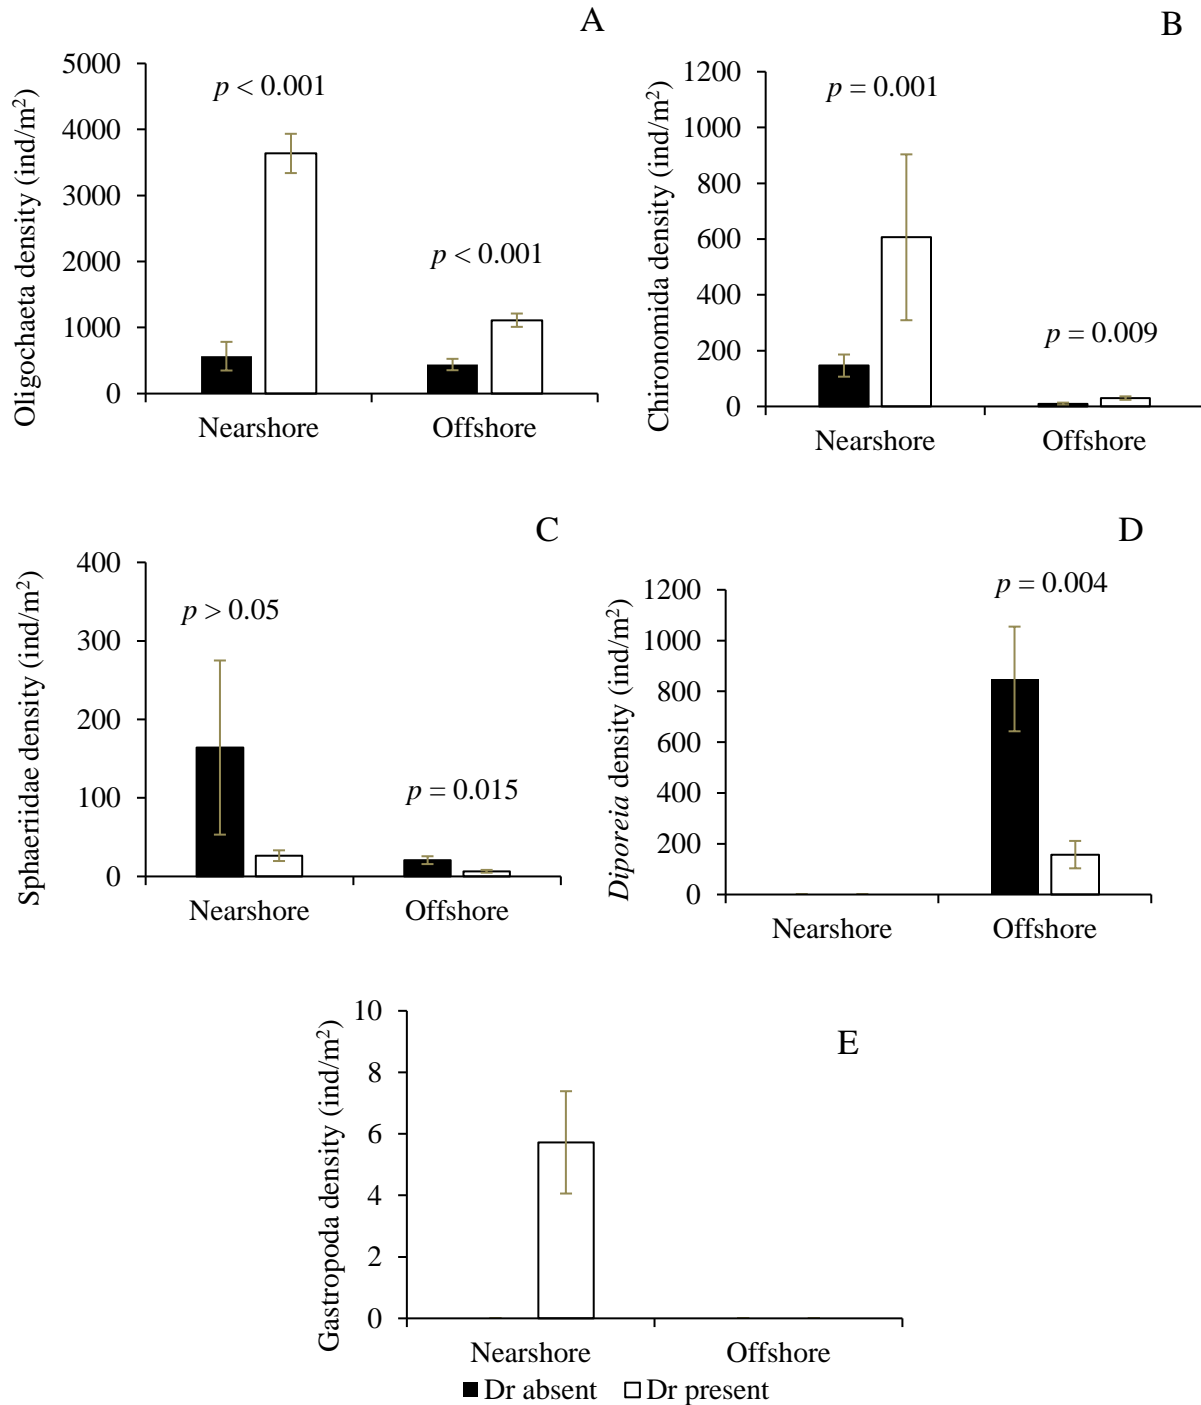 A
Oligochaeta density (ind/m²)
5000
4000
3000
2000
1000
0
p < 0.001
p < 0.001
Nearshore Offshore
B
Chironomida density (ind/m²)
1200
1000
800
600
400
200
0
p = 0.001
p = 0.009
Nearshore Offshore
C
Sphaeriidae density (ind/m²)
400
300
200
100
0
p > 0.05
p = 0.015
Nearshore Offshore
D
Diporeia density (ind/m²)
1200
1000
800
600
400
200
0
p = 0.004
Nearshore Offshore
E
Gastropoda density (ind/m²)
10
8
6
4
2
0
Nearshore Offshore
Dr absent Dr present